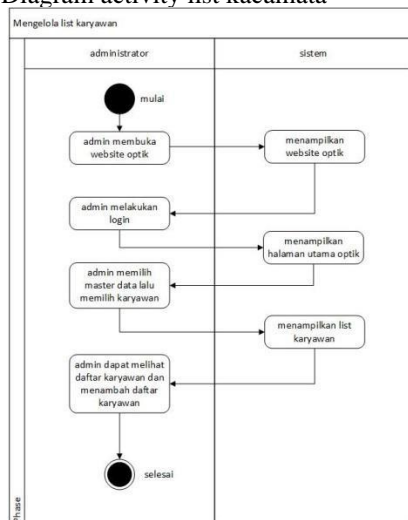 Diagram activity list kacamata
Mengelola list karyawan
administrator
sistem
mulai
admin membuka
website optik
menampilkan
website optik
admin melakukan
login
menampilkan
halaman utama optik
admin memilih
master data lalu
memilih karyawan
menampilkan list
karyawan
admin dapat melihat
daftar karyawan dan
menambah daftar
karyawan
selesai
Phase